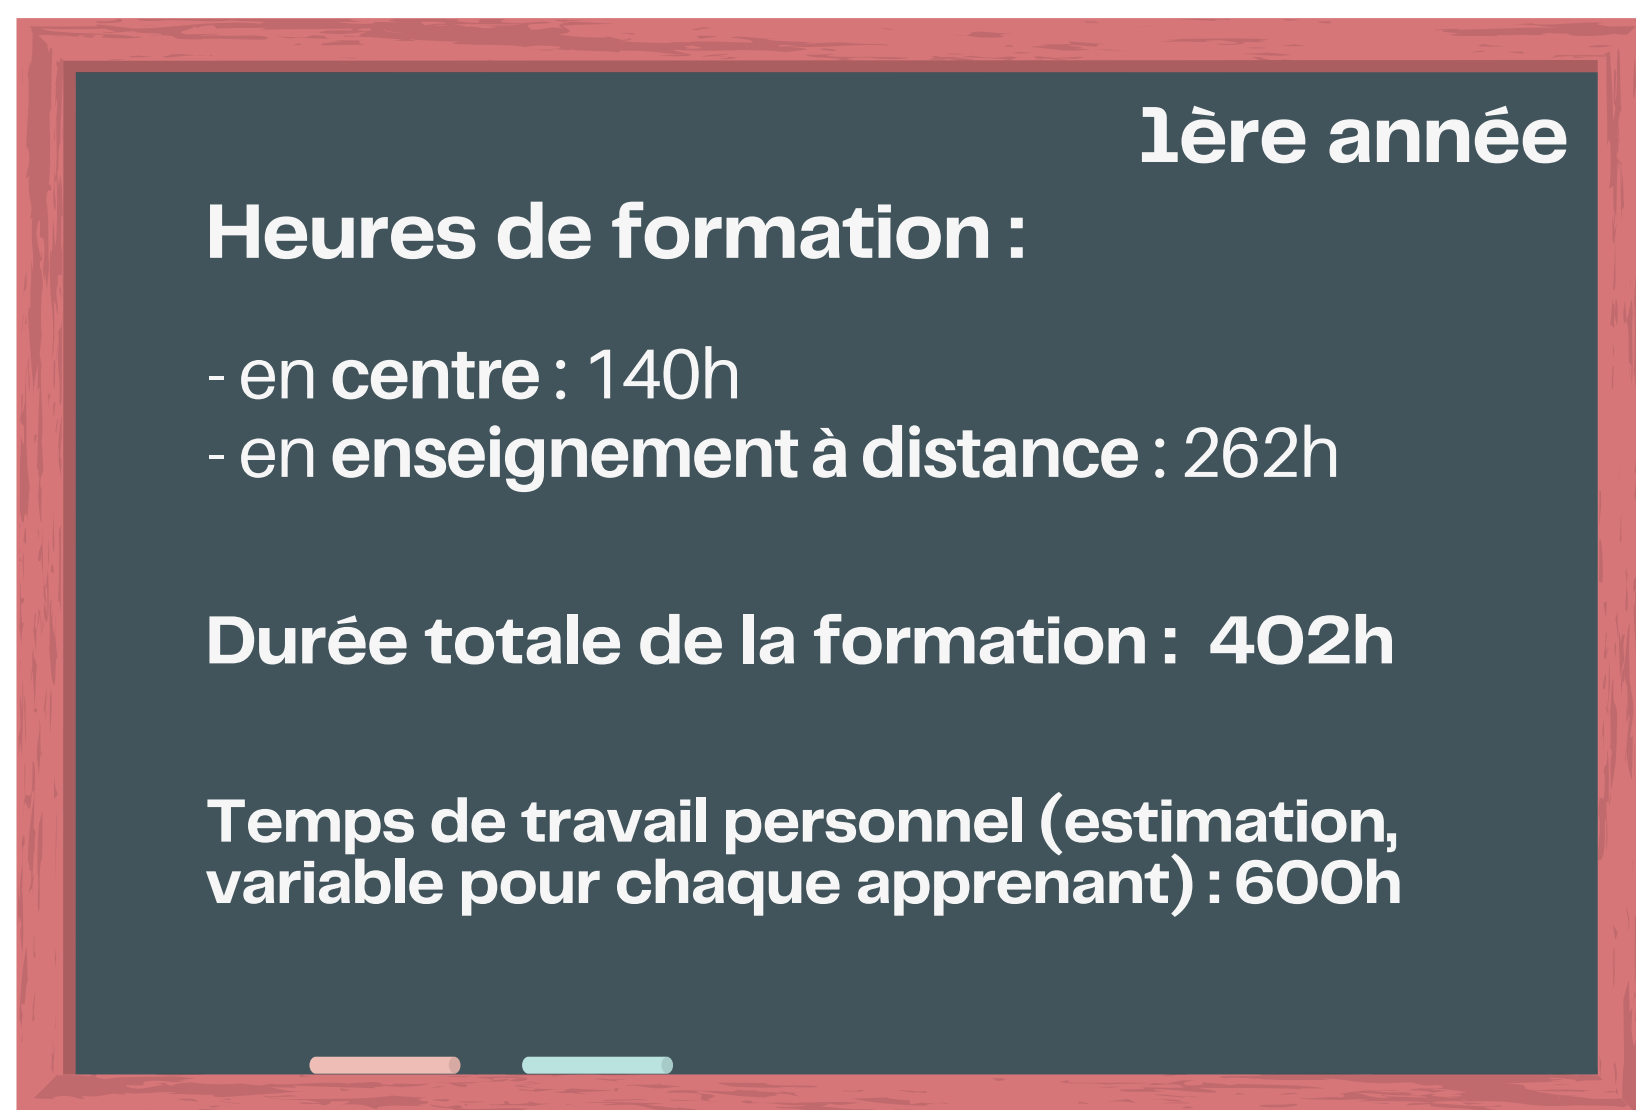 1ère année
Heures de formation :
- en centre : 140h
- en enseignement à distance : 262h
Durée totale de la formation : 402h
Temps de travail personnel (estimation,
variable pour chaque apprenant) : 600h